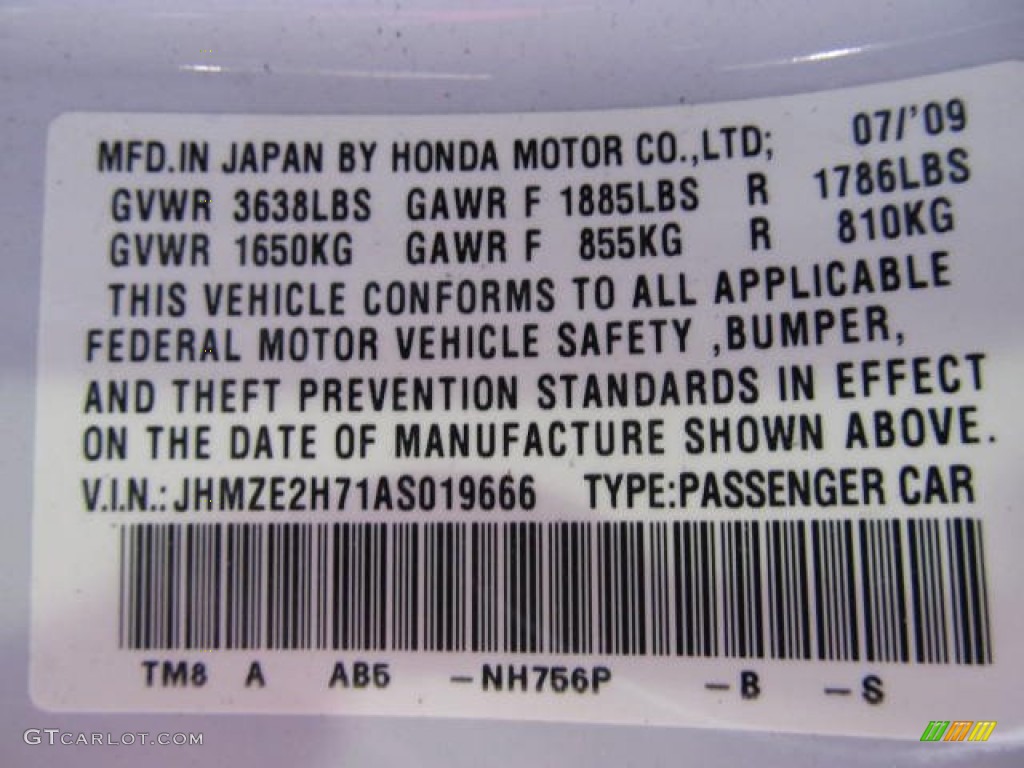 MFD.IN JAPAN BY HONDA MOTOR CO.,LTD; 07/'09
GVWR 3638LBS GAWR F 1885LBS R 1786LBS
GVWR 1650KG GAWR F 855KG R 810KG
THIS VEHICLE CONFORMS TO ALL APPLICABLE
FEDERAL MOTOR VEHICLE SAFETY ,BUMPER,
AND THEFT PREVENTION STANDARDS IN EFFECT
ON THE DATE OF MANUFACTURE SHOWN ABOVE.
V.I.N.:JHMZE2H71AS019666 TYPE:PASSENGER CAR
TM8 A AB5 -NH756P -B -S
GTCARLOT.COM